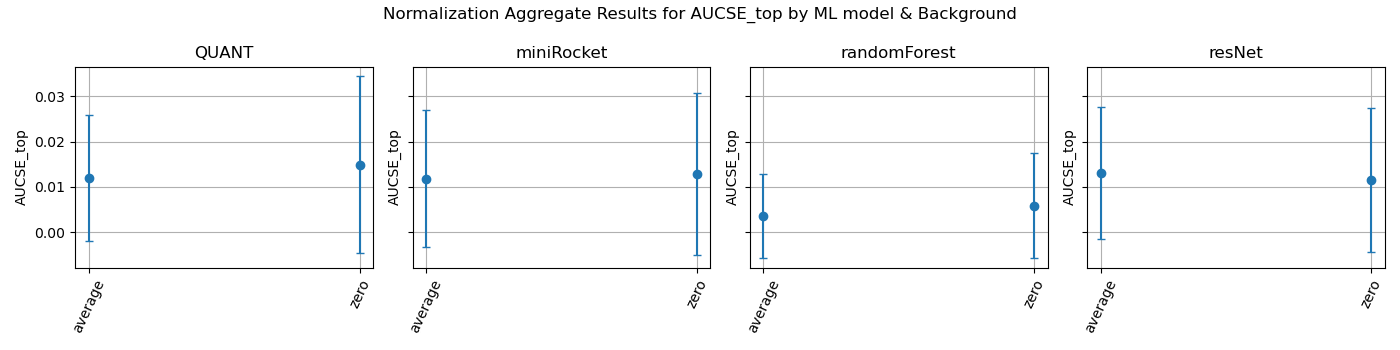 Normalization Aggregate Results for AUCSE_top by ML model & Background
QUANT
miniRocket
randomForest
resNet
AUCSE_top
0.03
0.02
0.01
0.00
average
zero
AUCSE_top
average
zero
AUCSE_top
average
zero
AUCSE_top
average
zero